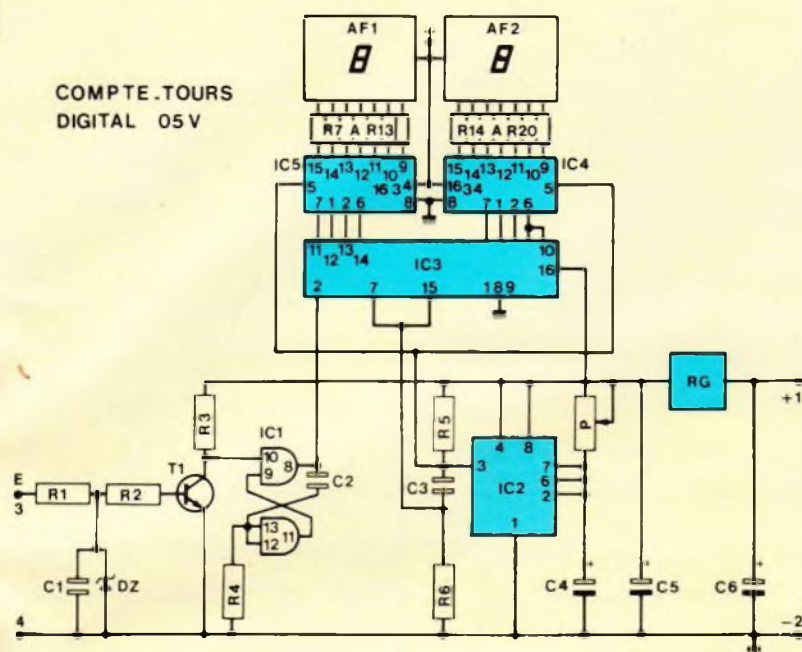 AF1 AF2
COMPTE.TOURS
DIGITAL 05V
R7 A R13 R14 A R20
IC5 15 14 13 12 11 10 9 15 14 13 12 11 10 9 IC4
5 16 3 4 16 3 4 5
7 1 2 6 8 8 7 1 2 6
11 12 13 14 IC3 10
16
2 7 15 1 8 9
RG
+1
R3 IC1 R5 4 8 P
T1 10 8 3 7
9 C2 C3 IC2 6
E 2
3 R1 R2
13 11 1
12
C1 DZ R4 R6 C4 + C5 + C6 +
4 -2